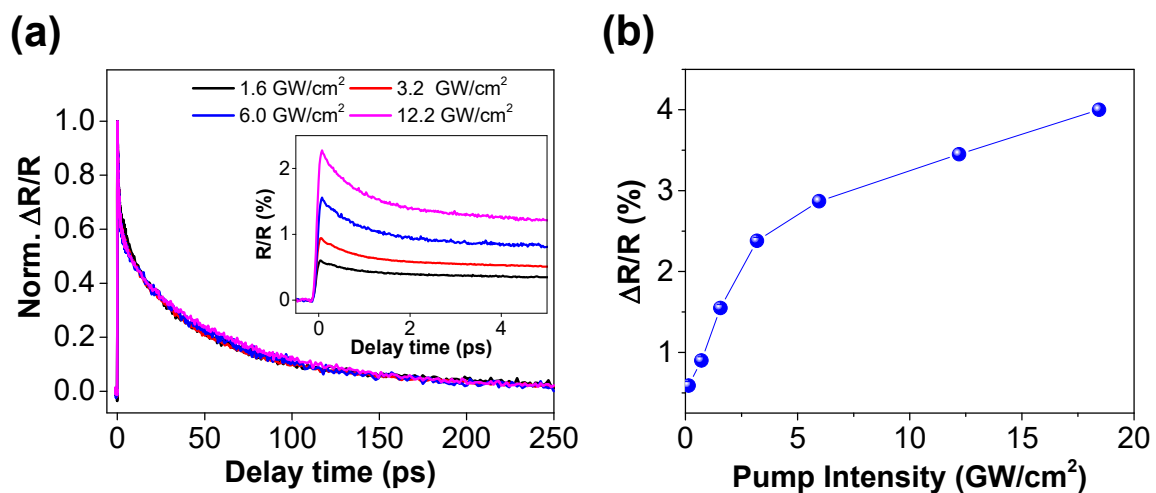 (a)
1.6 GW/cm² 3.2 GW/cm²
6.0 GW/cm² 12.2 GW/cm²
Norm. ΔR/R
1.0
0.8
0.6
0.4
0.2
0.0
0 50 100 150 200 250
Delay time (ps)
R/R (%)
2
1
0
0 2 4
Delay time (ps)
(b)
ΔR/R (%)
4
3
2
1
0 5 10 15 20
Pump Intensity (GW/cm²)